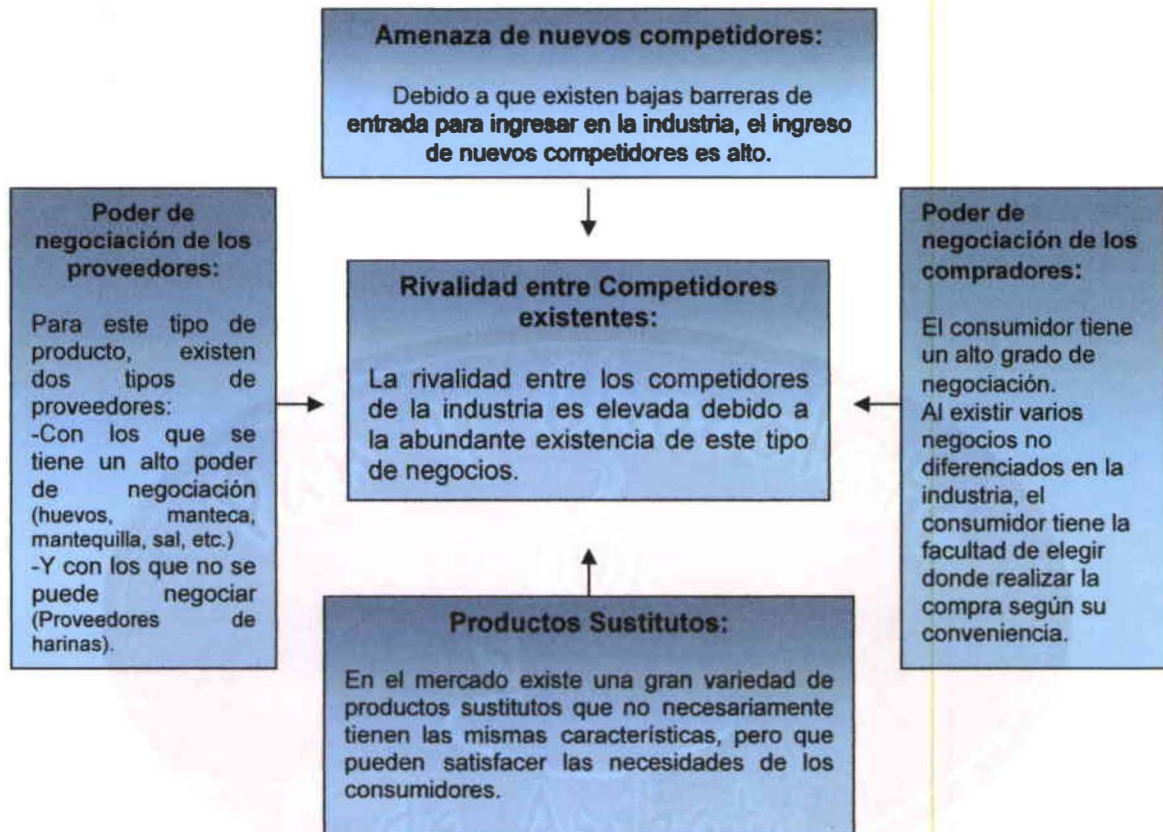 Amenaza de nuevos competidores:
Debido a que existen bajas barreras de
entrada para ingresar en la industria, el ingreso
de nuevos competidores es alto.
Poder de
negociación de los
proveedores:
Para este tipo de
producto, existen
dos tipos de
proveedores:
-Con los que se
tiene un alto poder
de negociación
(huevos, manteca,
mantequilla, sal, etc.)
-Y con los que no se
puede negociar
(Proveedores de
harinas).
Rivalidad entre Competidores
existentes:
La rivalidad entre los competidores
de la industria es elevada debido a
la abundante existencia de este tipo
de negocios.
Poder de
negociación de los
compradores:
El consumidor tiene
un alto grado de
negociación.
Al existir varios
negocios no
diferenciados en la
industria, el
consumidor tiene la
facultad de elegir
donde realizar la
compra según su
conveniencia.
Productos Sustitutos:
En el mercado existe una gran variedad de
productos sustitutos que no necesariamente
tienen las mismas características, pero que
pueden satisfacer las necesidades de los
consumidores.